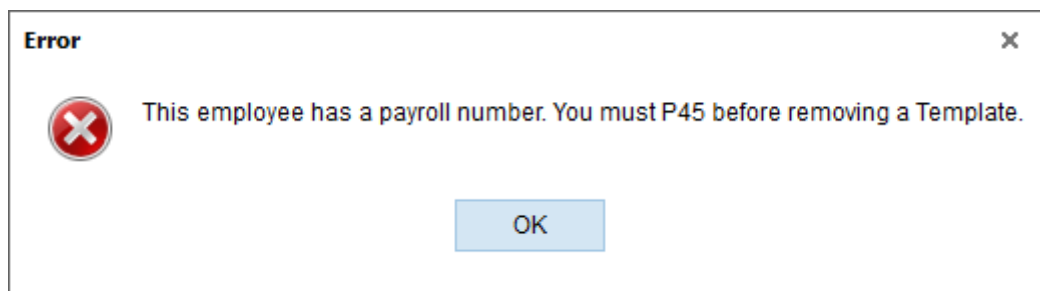 Error
This employee has a payroll number. You must P45 before removing a Template.
OK